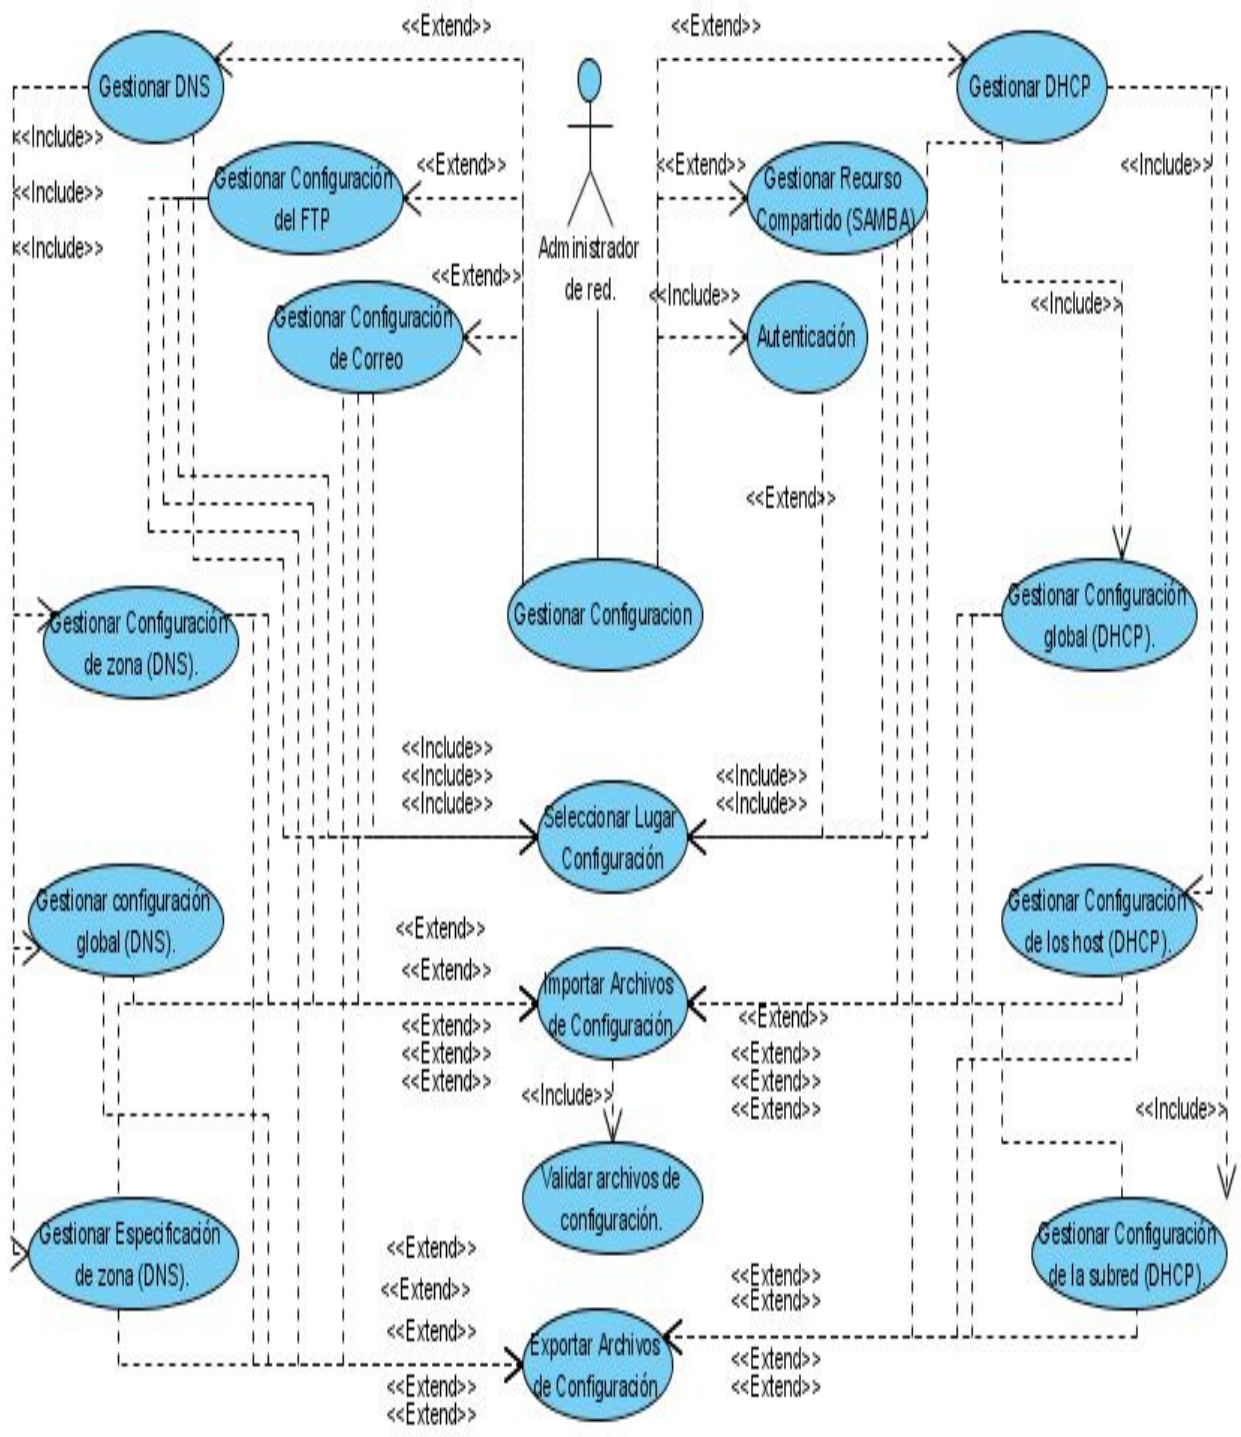 <<Extend>>
<<Extend>>
Gestionar DNS
Gestionar DHCP
<<Include>>
<<Include>>
<<Include>>
Gestionar Configuración
del FTP
<<Extend>>
<<Extend>>
Gestionar Recurso
Compartido (SAMBA)
<<Include>>
Administrador
de red.
<<Extend>>
Gestionar Configuración
de Correo
<<Include>>
Autenticación
<<Include>>
<<Extend>>
Gestionar Configuracion
Gestionar Configuración
de zona (DNS).
Gestionar Configuración
global (DHCP).
<<Include>>
<<Include>>
<<Include>>
<<Include>>
<<Include>>
Seleccionar Lugar
Configuración
Gestionar configuración
global (DNS).
Gestionar Configuración
de los host (DHCP).
<<Extend>>
<<Extend>>
<<Extend>>
<<Extend>>
<<Extend>>
Importar Archivos
de Configuración
<<Extend>>
<<Extend>>
<<Extend>>
<<Extend>>
<<Include>>
<<Include>>
Validar archivos de
configuración.
Gestionar Especificación
de zona (DNS).
Gestionar Configuración
de la subred (DHCP).
<<Extend>>
<<Extend>>
<<Extend>>
<<Extend>>
<<Extend>>
Exportar Archivos
de Configuración
<<Extend>>
<<Extend>>
<<Extend>>
<<Extend>>